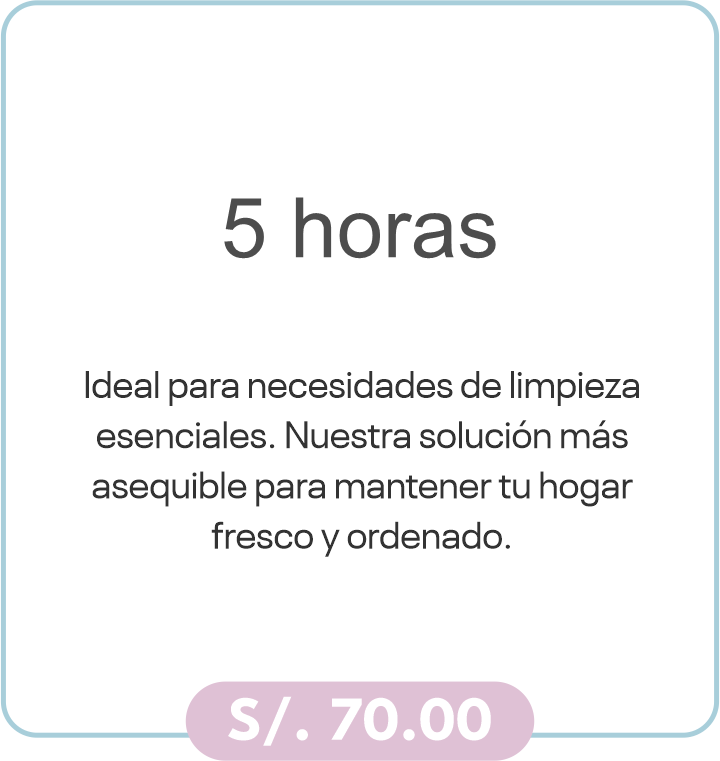 5 horas
Ideal para necesidades de limpieza
esenciales. Nuestra solución más
asequible para mantener tu hogar
fresco y ordenado.
S/. 70.00